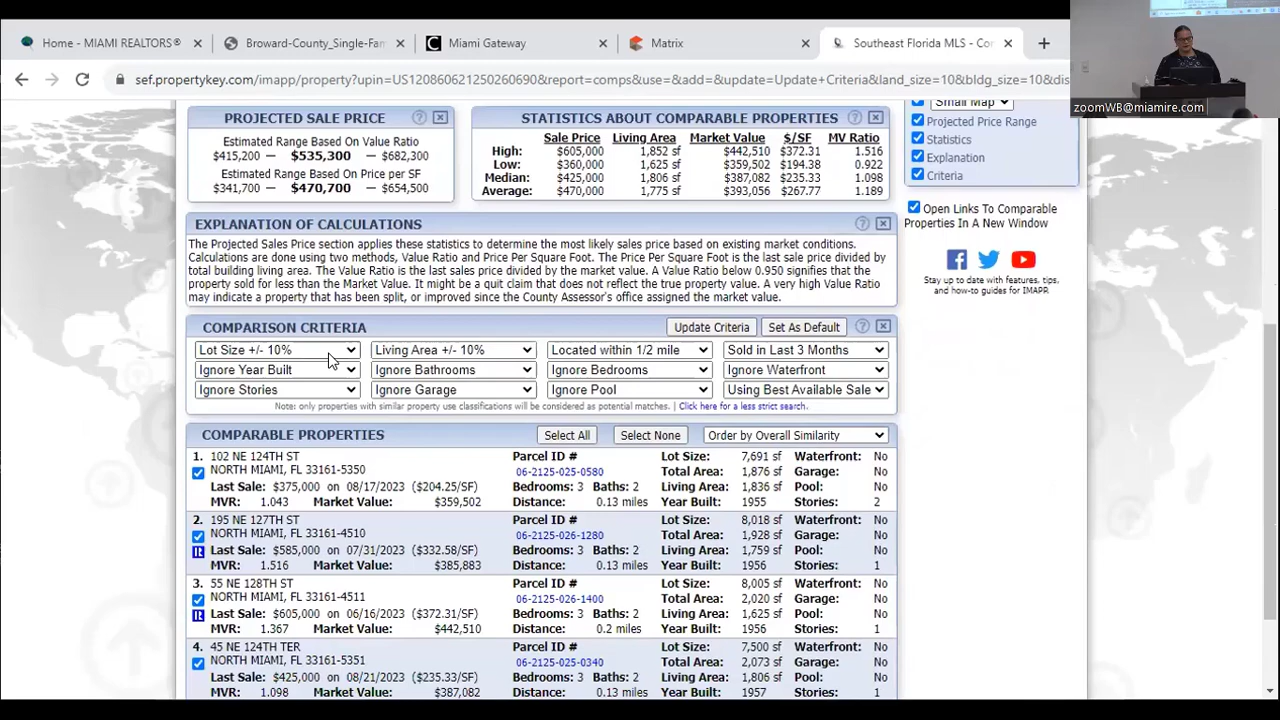 Home - MIAMI REALTORS®
Broward-County_Single-Fam
Miami Gateway
Matrix
Southeast Florida MLS - Co
sef.propertykey.com/imapp/property?upin=US120860621250260690&report=comps&use=&add=&update=Update+Criteria&land_size=10&bldg_size=10&dis
zoomWB@miamire.com
PROJECTED SALE PRICE
Estimated Range Based On Value Ratio
$415,200 — $535,300 — $682,300
Estimated Range Based On Price per SF
$341,700 — $470,700 — $654,500
STATISTICS ABOUT COMPARABLE PROPERTIES
Sale Price Living Area Market Value $/SF MV Ratio
High: $605,000 1,852 sf $442,510 $372.31 1.516
Low: $360,000 1,625 sf $359,502 $194.38 0.922
Median: $425,000 1,806 sf $387,082 $235.33 1.098
Average: $470,000 1,775 sf $393,056 $267.77 1.189
Small Map
Projected Price Range
Statistics
Explanation
Criteria
Open Links To Comparable
Properties In A New Window
Stay up to date with features, tips,
and how-to guides for IMAPP.
EXPLANATION OF CALCULATIONS
The Projected Sales Price section applies these statistics to determine the most likely sales price based on existing market conditions.
Calculations are done using two methods, Value Ratio and Price Per Square Foot. The Price Per Square Foot is the last sale price divided by
total building living area. The Value Ratio is the last sales price divided by the market value. A Value Ratio below 0.950 signifies that the
property sold for less than the Market Value. It might be a quit claim that does not reflect the true property value. A very high Value Ratio
may indicate a property that has been split, or improved since the County Assessor's office assigned the market value.
COMPARISON CRITERIA
Update Criteria Set As Default
Lot Size +/- 10% Living Area +/- 10% Located within 1/2 mile Sold in Last 3 Months
Ignore Year Built Ignore Bathrooms Ignore Bedrooms Ignore Waterfront
Ignore Stories Ignore Garage Ignore Pool Using Best Available Sale
Note: only properties with similar property use classifications will be considered as potential matches. | Click here for a less strict search.
COMPARABLE PROPERTIES
Select All Select None Order by Overall Similarity
1. 102 NE 124TH ST Parcel ID # Lot Size: 7,691 sf Waterfront: No
NORTH MIAMI, FL 33161-5350 06-2125-025-0580 Total Area: 1,876 sf Garage: No
Last Sale: $375,000 on 08/17/2023 ($204.25/SF) Bedrooms: 3 Baths: 2 Living Area: 1,836 sf Pool: No
MVR: 1.043 Market Value: $359,502 Distance: 0.13 miles Year Built: 1955 Stories: 2
2. 195 NE 127TH ST Parcel ID # Lot Size: 8,018 sf Waterfront: No
NORTH MIAMI, FL 33161-4510 06-2125-026-1280 Total Area: 1,928 sf Garage: No
Last Sale: $585,000 on 07/31/2023 ($332.58/SF) Bedrooms: 3 Baths: 2 Living Area: 1,759 sf Pool: No
MVR: 1.516 Market Value: $385,883 Distance: 0.13 miles Year Built: 1956 Stories: 1
3. 55 NE 128TH ST Parcel ID # Lot Size: 8,005 sf Waterfront: No
NORTH MIAMI, FL 33161-4511 06-2125-026-1400 Total Area: 2,020 sf Garage: No
Last Sale: $605,000 on 06/16/2023 ($372.31/SF) Bedrooms: 3 Baths: 2 Living Area: 1,625 sf Pool: No
MVR: 1.367 Market Value: $442,510 Distance: 0.2 miles Year Built: 1956 Stories: 1
4. 45 NE 124TH TER Parcel ID # Lot Size: 7,500 sf Waterfront: No
NORTH MIAMI, FL 33161-5351 06-2125-025-0340 Total Area: 2,073 sf Garage: No
Last Sale: $425,000 on 08/21/2023 ($235.33/SF) Bedrooms: 3 Baths: 2 Living Area: 1,806 sf Pool: No
MVR: 1.098 Market Value: $387,082 Distance: 0.13 miles Year Built: 1957 Stories: 1